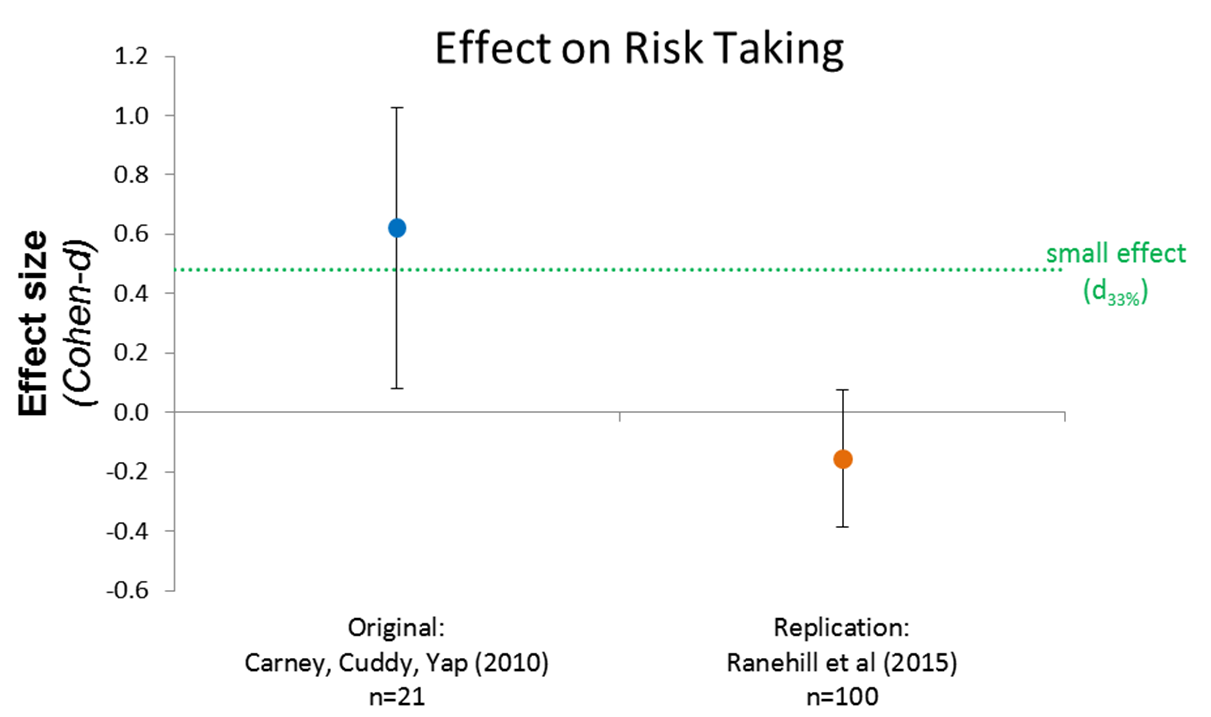 Effect on Risk Taking
Effect size
(Cohen-d)
1.2
1.0
0.8
0.6
0.4
0.2
0.0
-0.2
-0.4
-0.6
small effect
(d33%)
Original:
Carney, Cuddy, Yap (2010)
n=21
Replication:
Ranehill et al (2015)
n=100